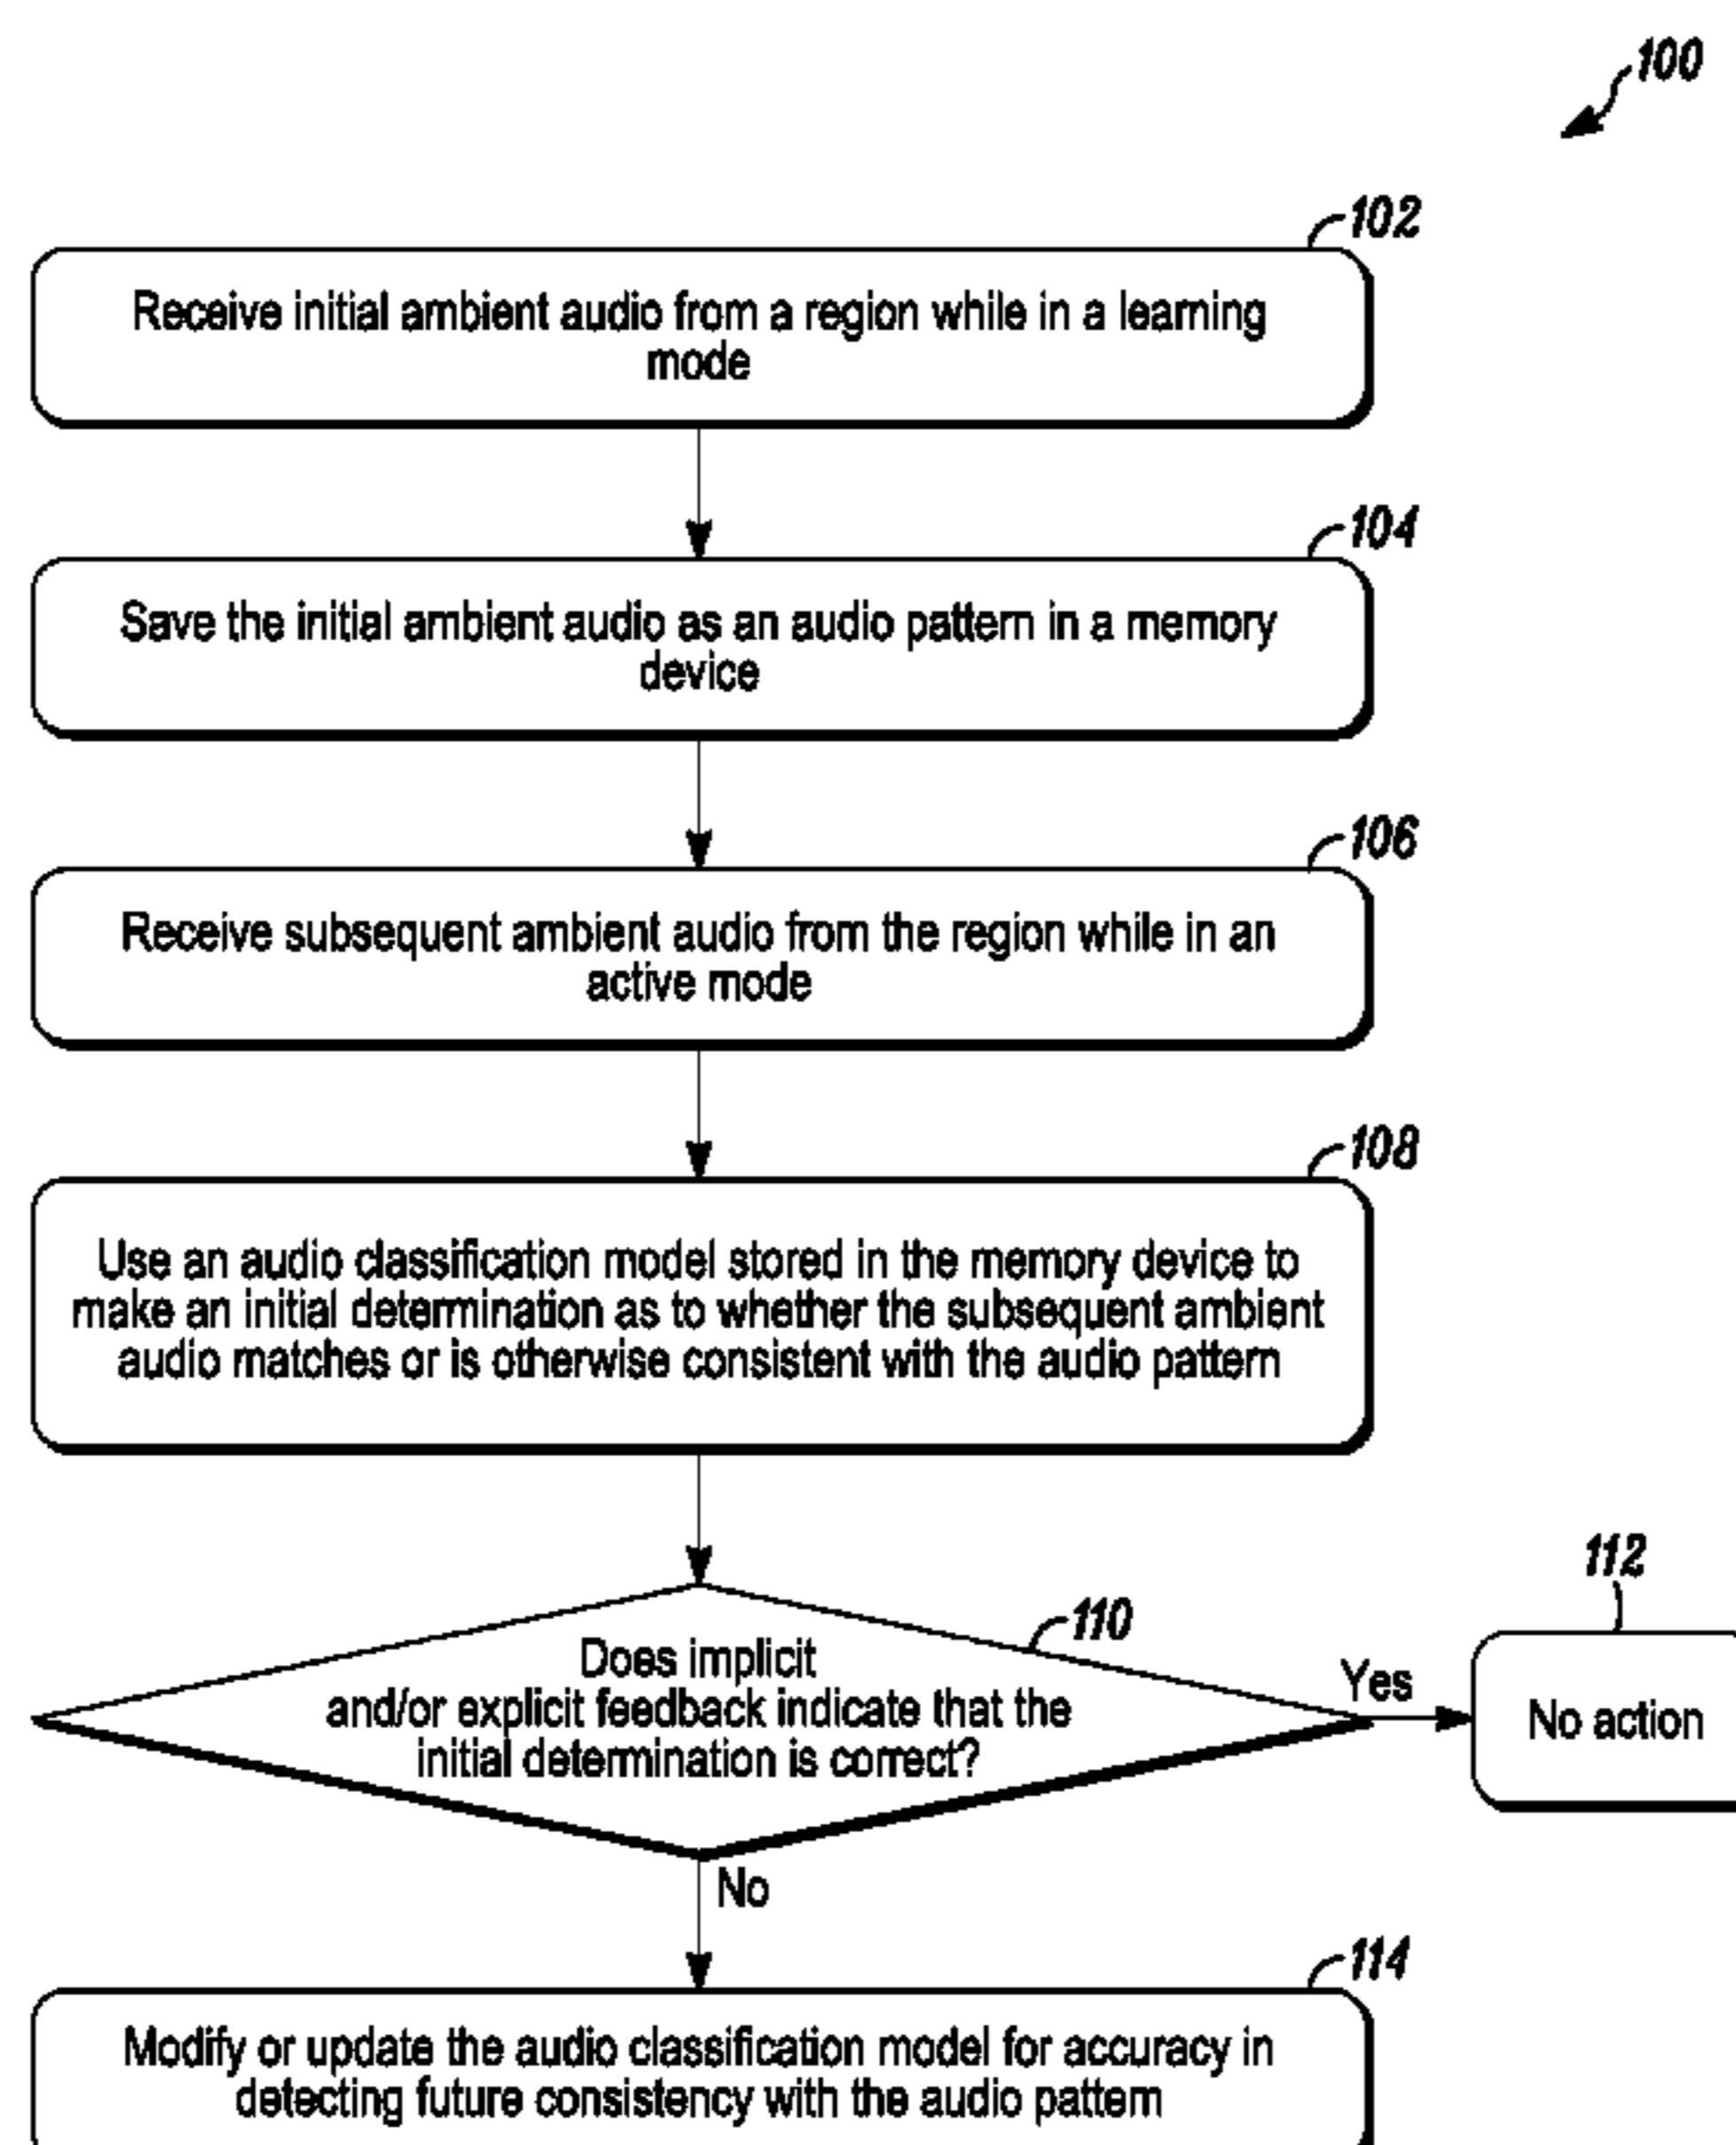 100
102
Receive initial ambient audio from a region while in a learning
mode
104
Save the initial ambient audio as an audio pattern in a memory
device
106
Receive subsequent ambient audio from the region while in an
active mode
108
Use an audio classification model stored in the memory device to
make an initial determination as to whether the subsequent ambient
audio matches or is otherwise consistent with the audio pattern
110
Does implicit
and/or explicit feedback indicate that the
initial determination is correct?
Yes
112
No action
No
114
Modify or update the audio classification model for accuracy in
detecting future consistency with the audio pattern